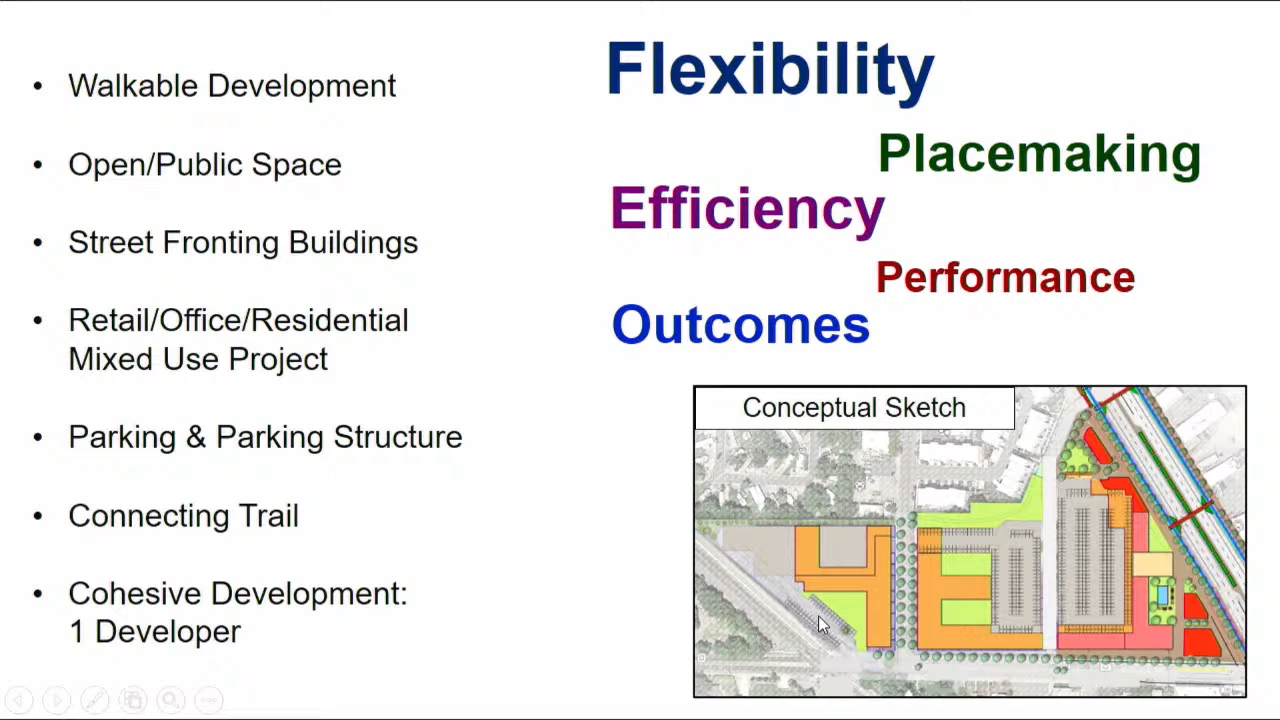 • Walkable Development
• Open/Public Space
• Street Fronting Buildings
• Retail/Office/Residential
Mixed Use Project
• Parking & Parking Structure
• Connecting Trail
• Cohesive Development:
1 Developer
Flexibility
Placemaking
Efficiency
Performance
Outcomes
Conceptual Sketch